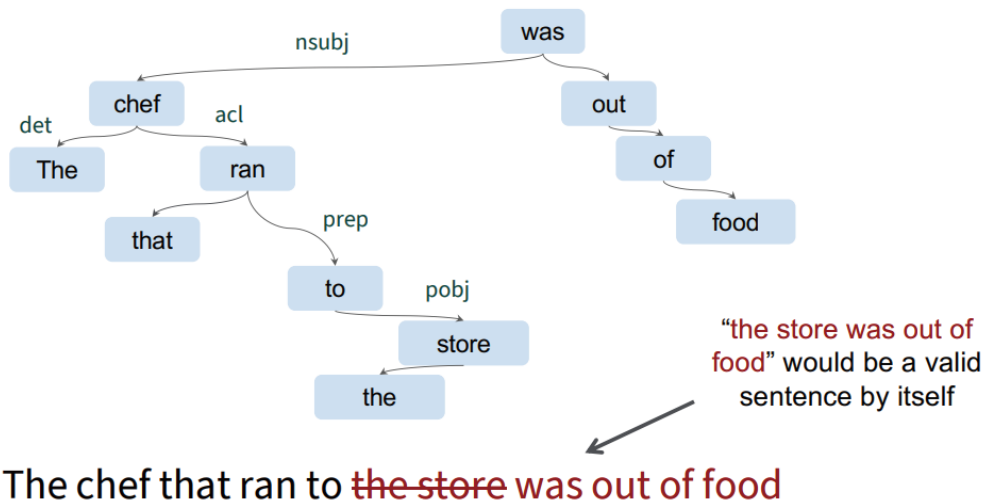 was
nsubj
chef
out
det
acl
The
ran
of
that
prep
food
to
pobj
store
the
“the store was out of
food” would be a valid
sentence by itself
The chef that ran to the store was out of food